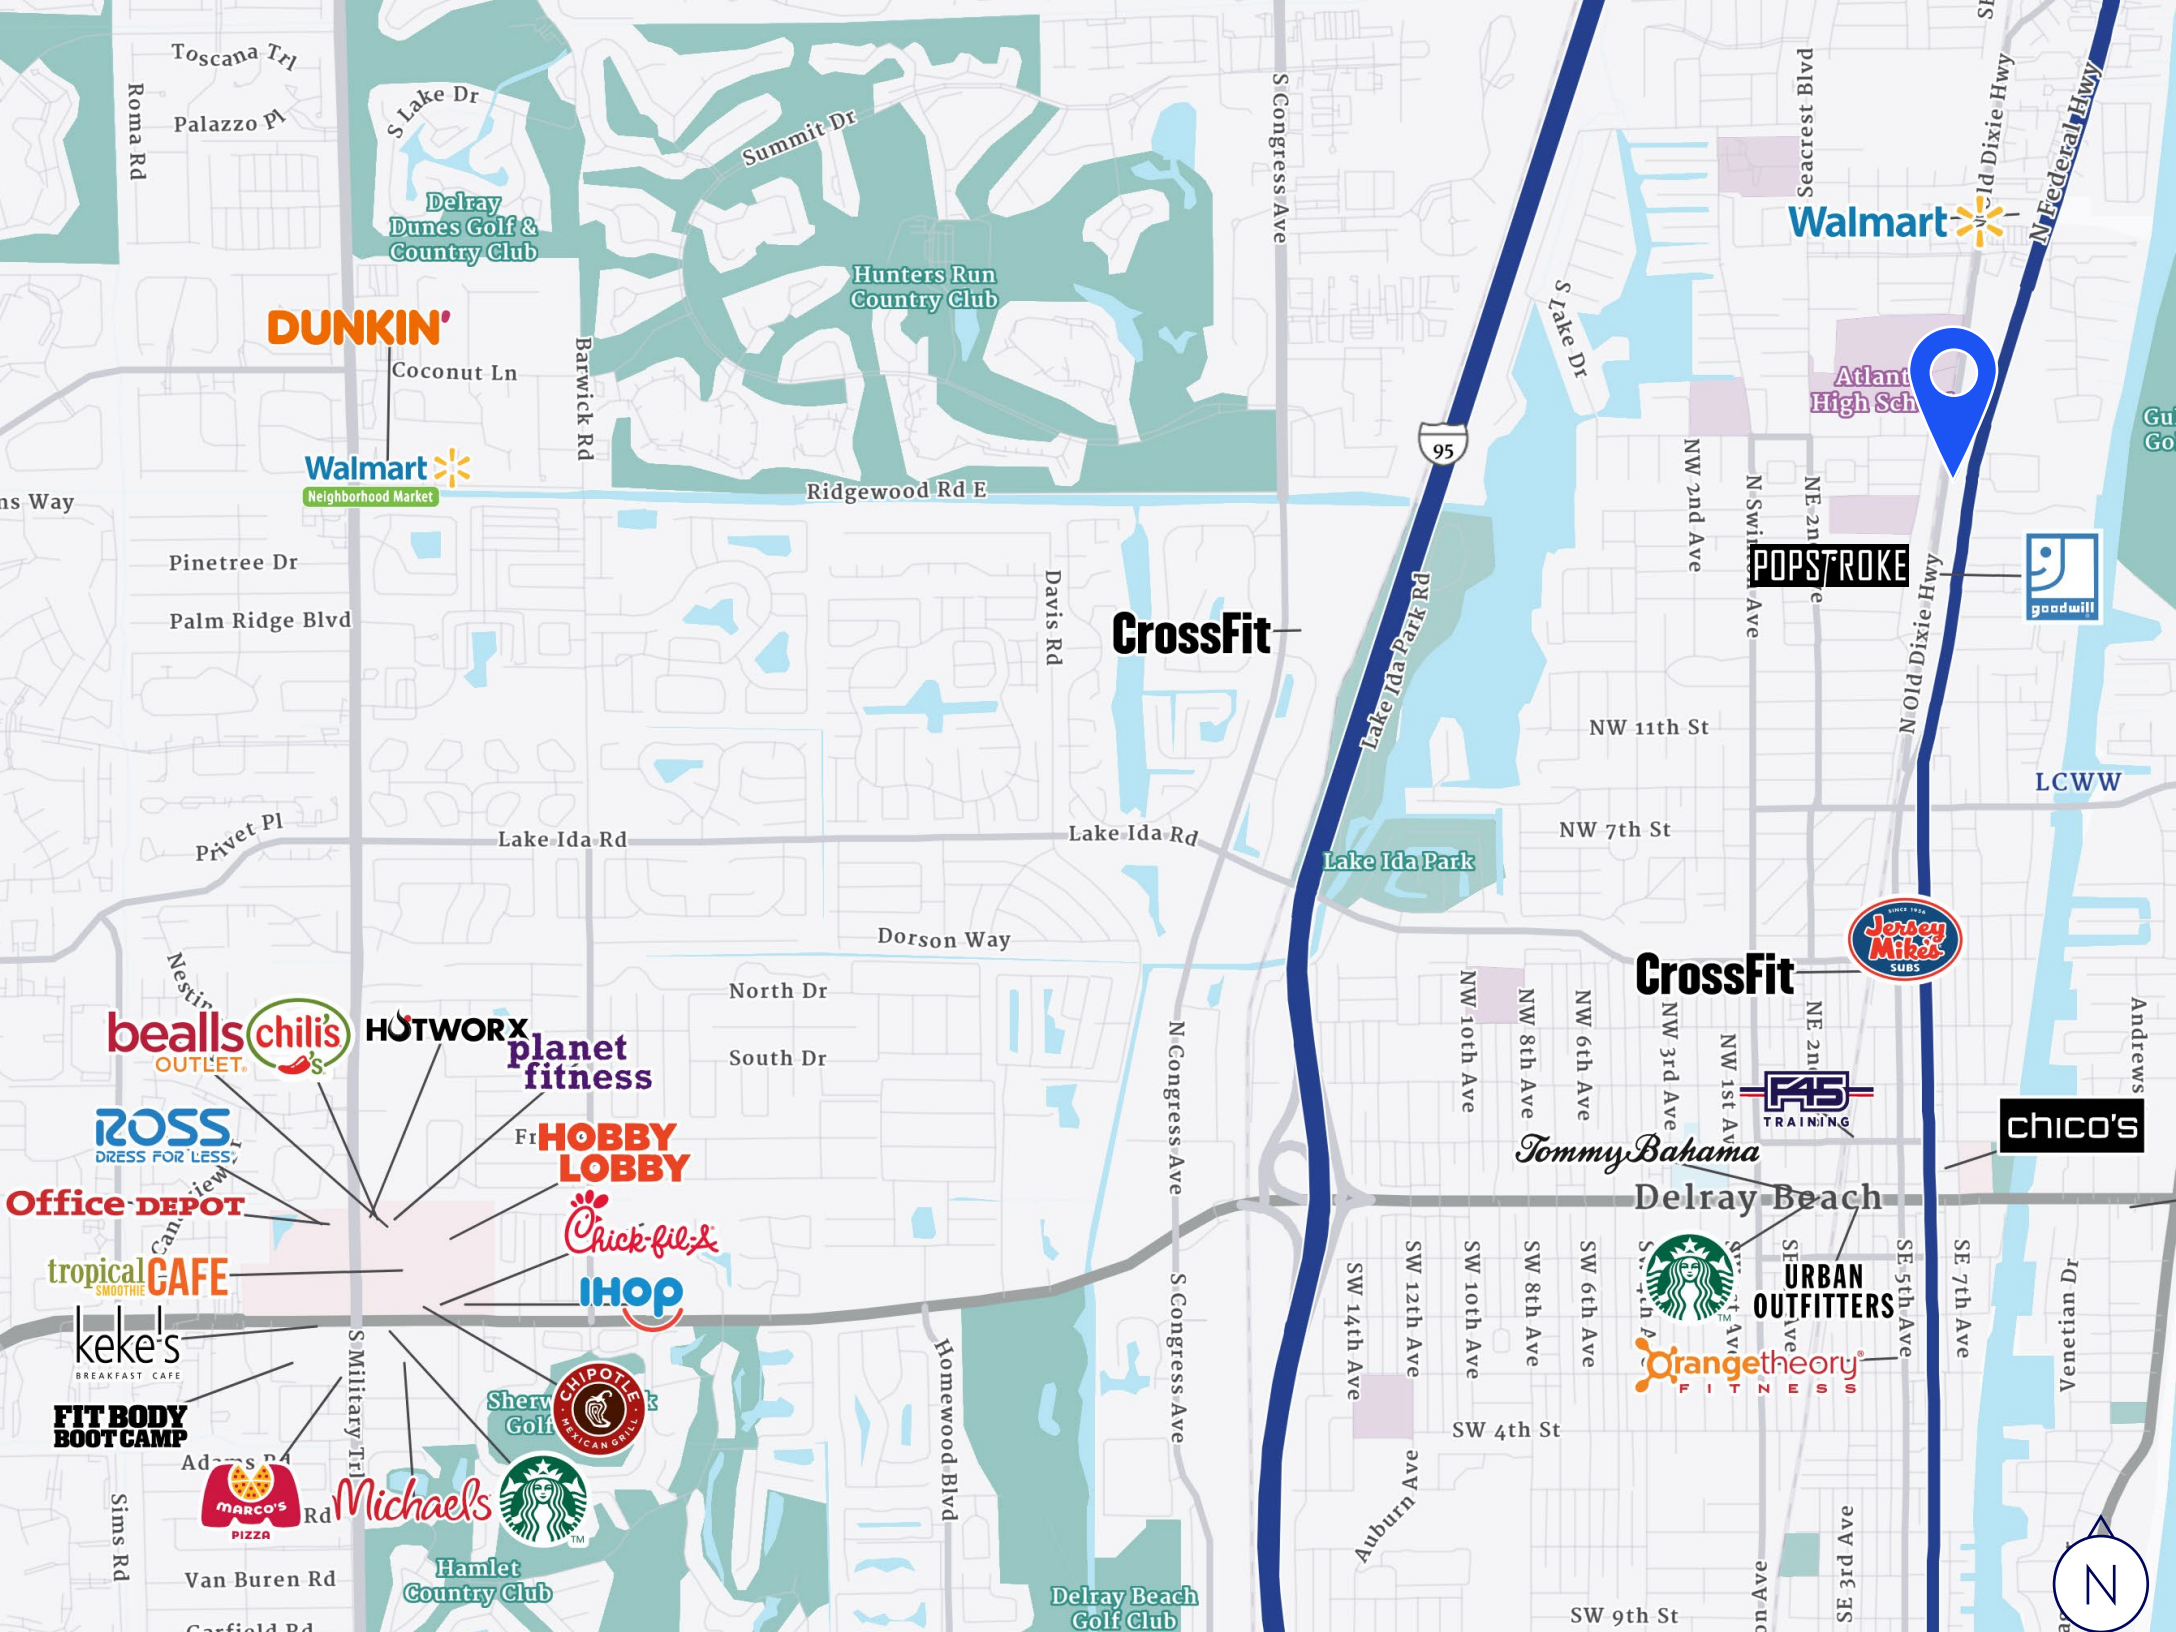 Toscana Trl
Palazzo Pl
Roma Rd
S Lake Dr
Summit Dr
S Congress Ave
Seacrest Blvd
Old Dixie Hwy
N Federal Hwy
Walmart
Delray
Dunes Golf &
Country Club
Hunters Run
Country Club
DUNKIN'
Coconut Ln
Barwick Rd
S Lake Dr
Walmart
Neighborhood Market
Ridgewood Rd E
95
NW 2nd Ave
ns Way
Pinetree Dr
Palm Ridge Blvd
Davis Rd
CrossFit
Lake Ida Park Rd
POPSTROKE
goodwill
N Old Dixie Hwy
NW 11th St
LCWW
Privet Pl
Lake Ida Rd
Lake Ida Rd
NW 7th St
Lake Ida Park
Dorson Way
SINCE 1956
Jersey
Mike's
SUBS
CrossFit
North Dr
South Dr
NW 10th Ave
NW 8th Ave
NW 6th Ave
NW 3rd Ave
Andrews
N Congress Ave
bealls
OUTLET
chili's
HOTWORX
planet
fitness
ROSS
DRESS FOR LESS
HOBBY
LOBBY
F45
TRAINING
chico's
Tommy Bahama
Delray Beach
Office DEPOT
Chick-fil-A
tropical
SMOOTHIE
CAFE
IHOP
keke's
BREAKFAST CAFE
URBAN
OUTFITTERS
Orangetheory®
FITNESS
S Military Trl
S Congress Ave
Homewood Blvd
SW 14th Ave
SW 12th Ave
SW 10th Ave
SW 8th Ave
SW 6th Ave
SE 5th Ave
SE 7th Ave
Venetian Dr
CHIPOTLE
MEXICAN GRILL
FIT BODY
BOOT CAMP
SW 4th St
MARCO'S
PIZZA
Rd
Michaels
TM
Auburn Ave
Sims Rd
Van Buren Rd
Hamlet
Country Club
Delray Beach
Golf Club
SW 9th St
SE 3rd Ave
N